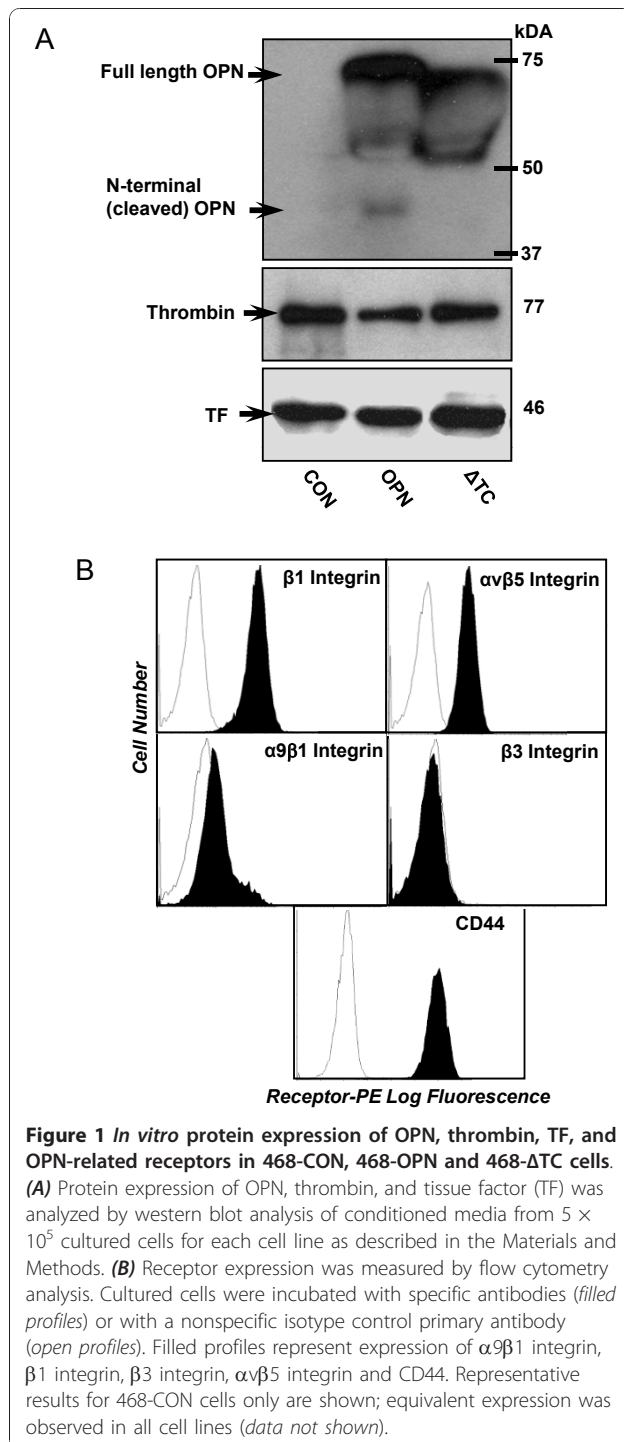 A
kDA
Full length OPN
75
50
N-terminal
(cleaved) OPN
37
Thrombin
77
TF
46
CON
OPN
ΔTC
B
β1 Integrin
αvβ5 Integrin
Cell Number
α9β1 Integrin
β3 Integrin
CD44
Receptor-PE Log Fluorescence
Figure 1 In vitro protein expression of OPN, thrombin, TF, and
OPN-related receptors in 468-CON, 468-OPN and 468-ΔTC cells.
(A) Protein expression of OPN, thrombin, and tissue factor (TF) was
analyzed by western blot analysis of conditioned media from 5 ×
10⁵ cultured cells for each cell line as described in the Materials and
Methods. (B) Receptor expression was measured by flow cytometry
analysis. Cultured cells were incubated with specific antibodies (filled
profiles) or with a nonspecific isotype control primary antibody
(open profiles). Filled profiles represent expression of α9β1 integrin,
β1 integrin, β3 integrin, αvβ5 integrin and CD44. Representative
results for 468-CON cells only are shown; equivalent expression was
observed in all cell lines (data not shown).